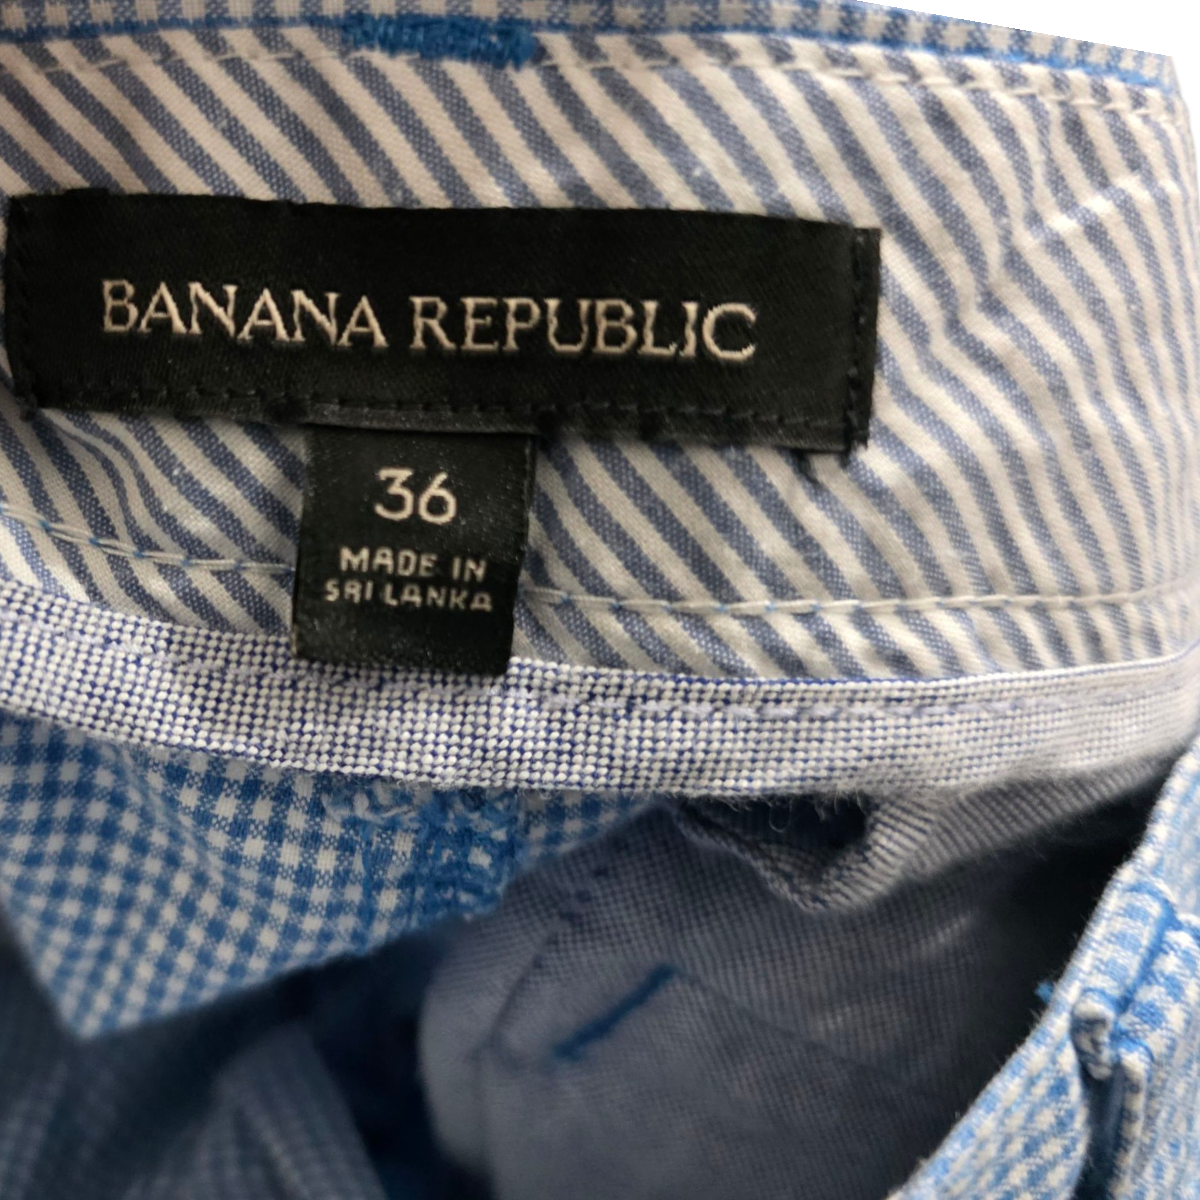 BANANA REPUBLIC
36
MADE IN
SRI LANKA